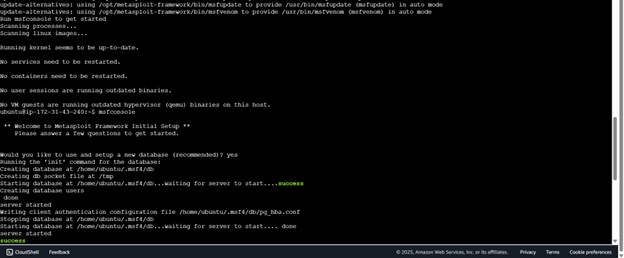 update-alternatives: using /opt/metasploit-framework/bin/msfupdate to provide /usr/bin/msfupdate (msfupdate) in auto mode
update-alternatives: using /opt/metasploit-framework/bin/msfvenom to provide /usr/bin/msfvenom (msfvenom) in auto mode
Run msfconsole to get started
Scanning processes...
Scanning linux images...
Running kernel seems to be up-to-date.
No services need to be restarted.
No containers need to be restarted.
No user sessions are running outdated binaries.
No VM guests are running outdated hypervisor (qemu) binaries on this host.
ubuntu@ip-172-31-43-240:~$ msfconsole
** Welcome to Metasploit Framework Initial Setup **
Please answer a few questions to get started.
Would you like to use and setup a new database (recommended)? yes
Running the 'init' command for the database:
Creating database at /home/ubuntu/.msf4/db
Creating db socket file at /tmp
Starting database at /home/ubuntu/.msf4/db...waiting for server to start....success
Creating database users
done
server started
Writing client authentication configuration file /home/ubuntu/.msf4/db/pg_hba.conf
Stopping database at /home/ubuntu/.msf4/db
Starting database at /home/ubuntu/.msf4/db...waiting for server to start.... done
server started
success
CloudShell Feedback © 2025, Amazon Web Services, Inc. or its affiliates. Privacy Terms Cookie preferences